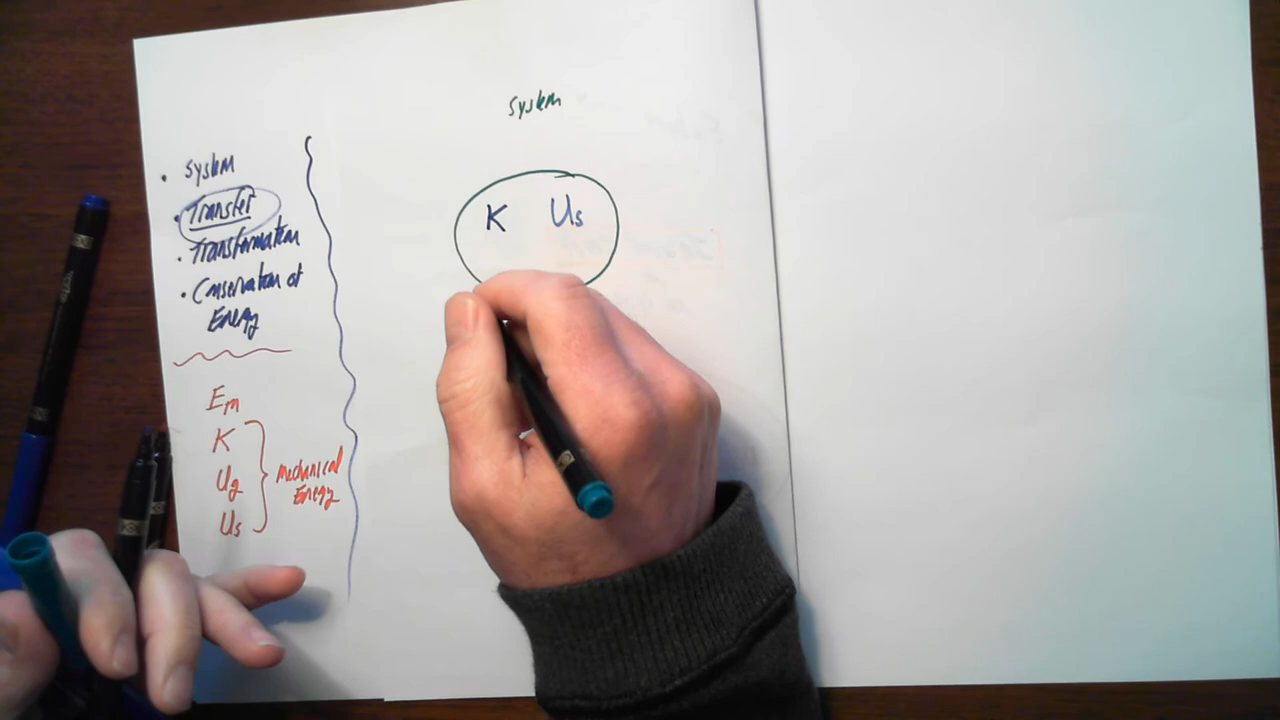 System
• System
• Transfer
• Transformation
• Conservation of
Energy
Em
K
Ug
Us
Mechanical
Energy
K Us